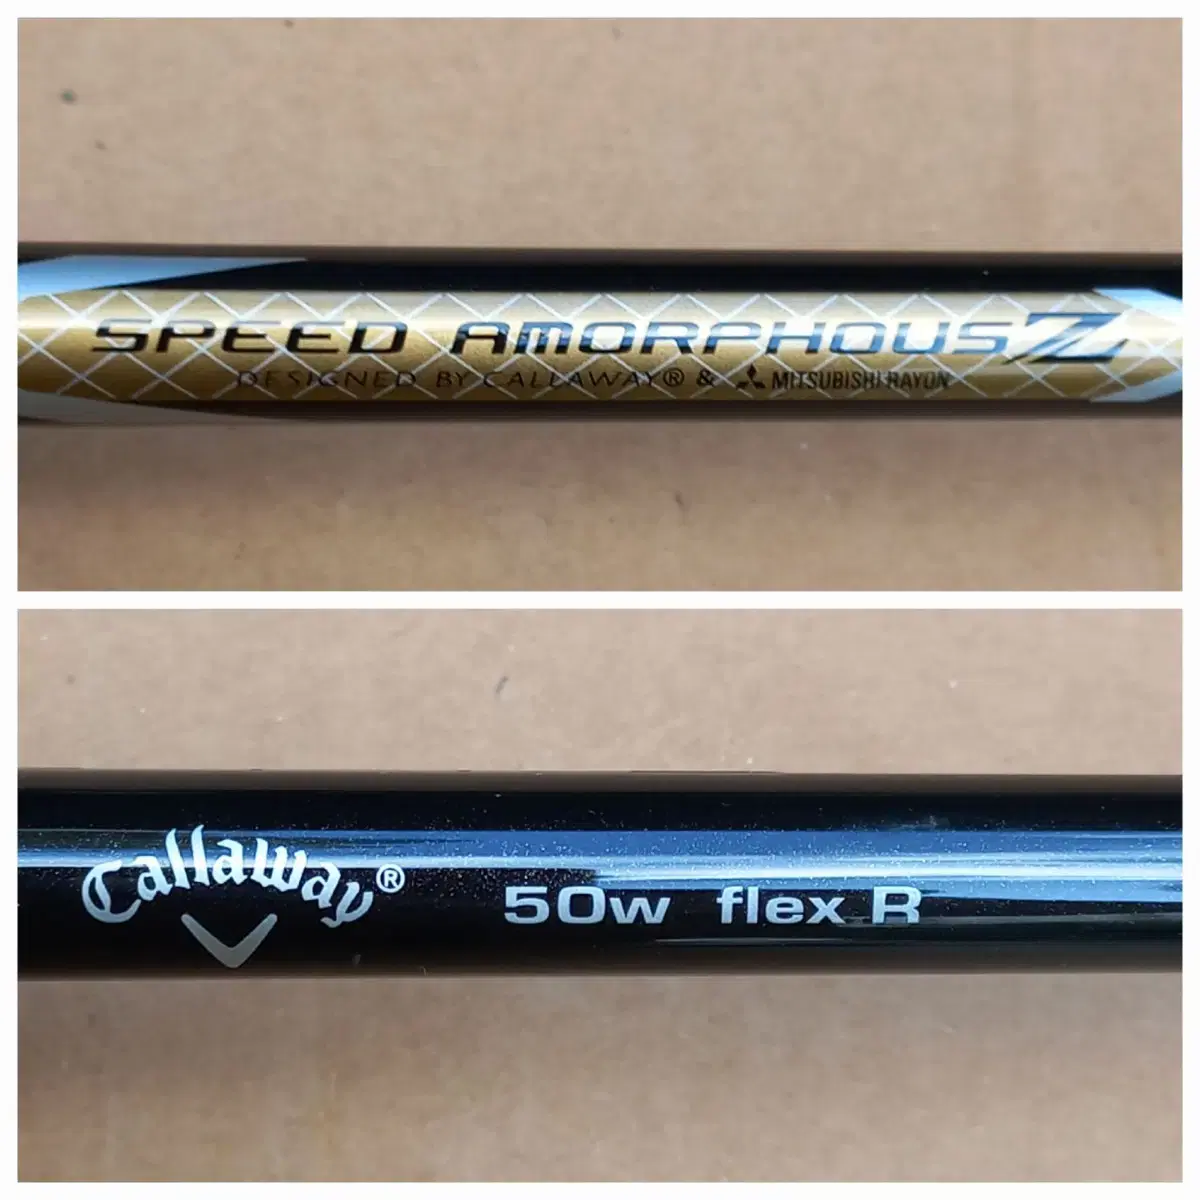 SPEED AMORPHOUS Z
DESIGNED BY CALLAWAY® & MITSUBISHI RAYON
Callaway® 50w flex R